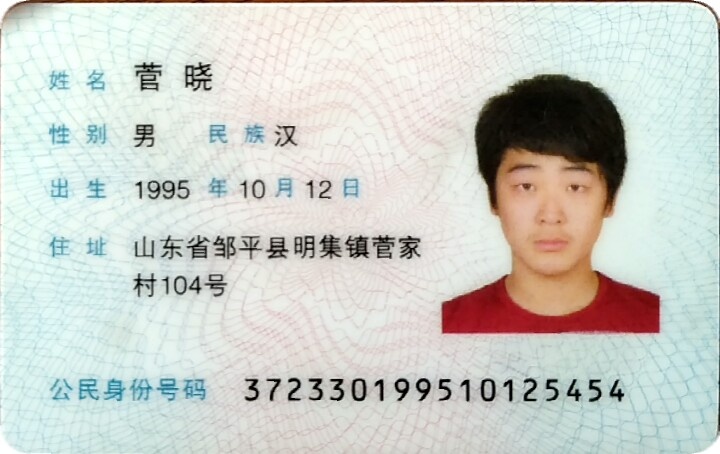 姓名 菅晓
性别 男 民族 汉
出生 1995 年 10 月 12 日
住址 山东省邹平县明集镇菅家
村104号
公民身份号码 372330199510125454